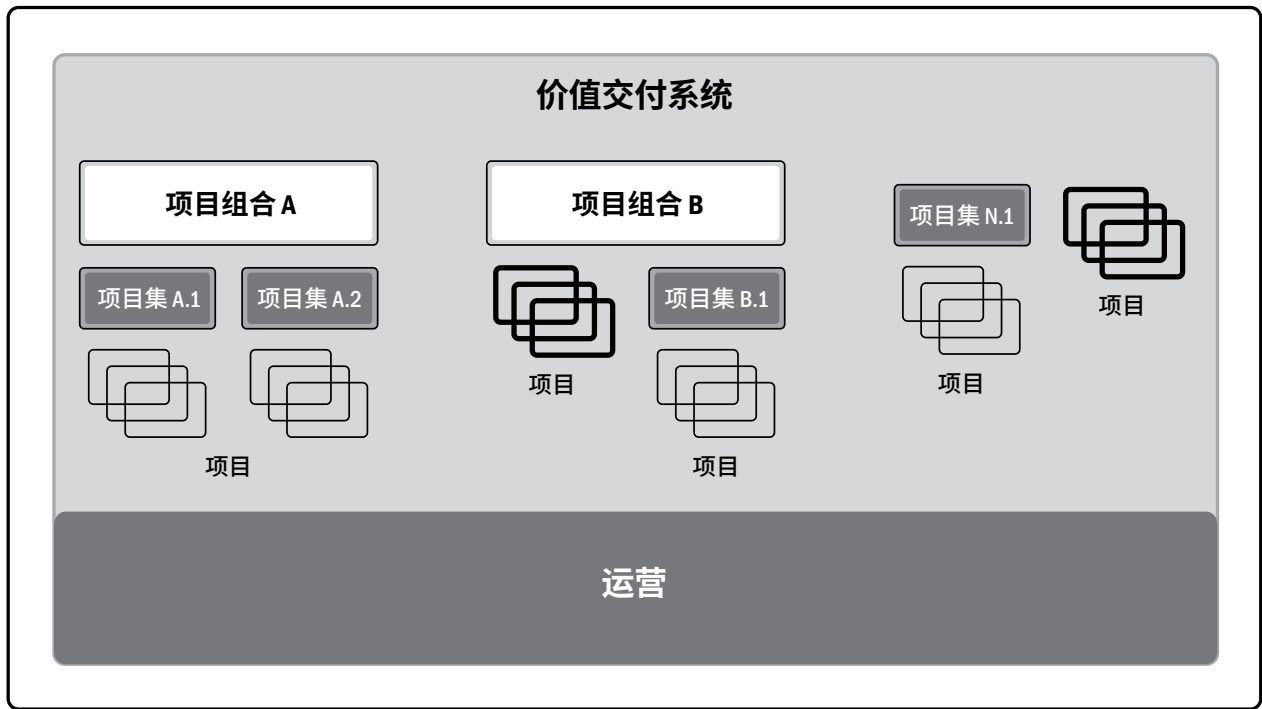 价值交付系统
项目组合 A
项目组合 B
项目集 N.1
项目
项目集 A.1
项目集 A.2
项目集 B.1
项目
项目
项目
项目
运营